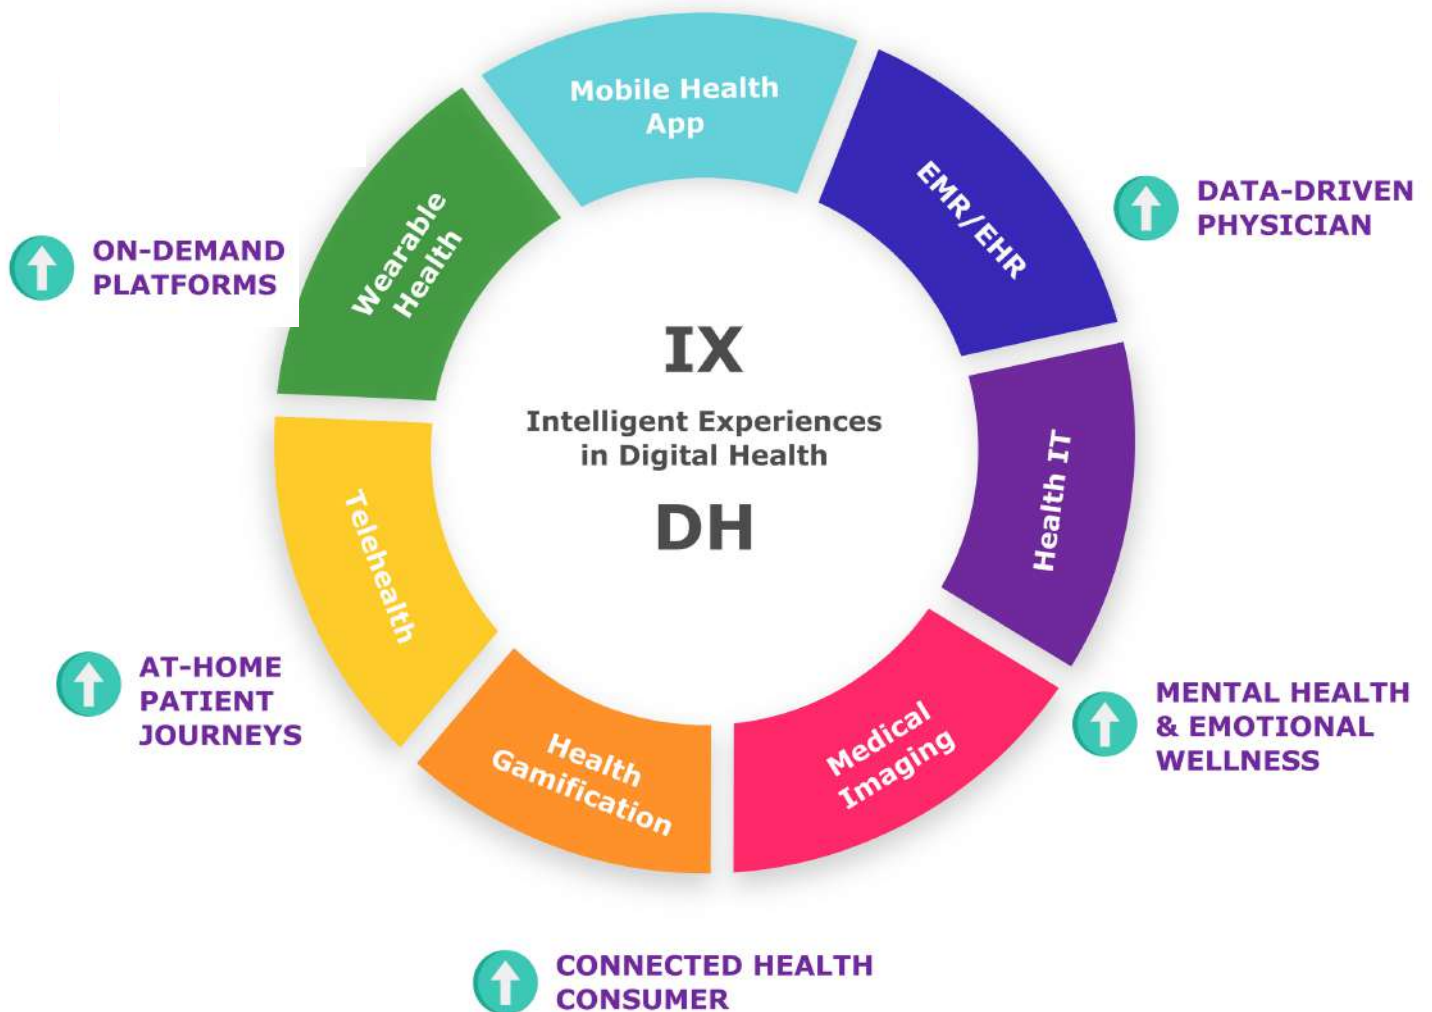 Mobile Health
App
EMR/EHR
DATA-DRIVEN
PHYSICIAN
Wearable
Health
ON-DEMAND
PLATFORMS
IX
Intelligent Experiences
in Digital Health
DH
Health IT
Telehealth
AT-HOME
PATIENT
JOURNEYS
MENTAL HEALTH
& EMOTIONAL
WELLNESS
Health
Gamification
Medical
Imaging
CONNECTED HEALTH
CONSUMER